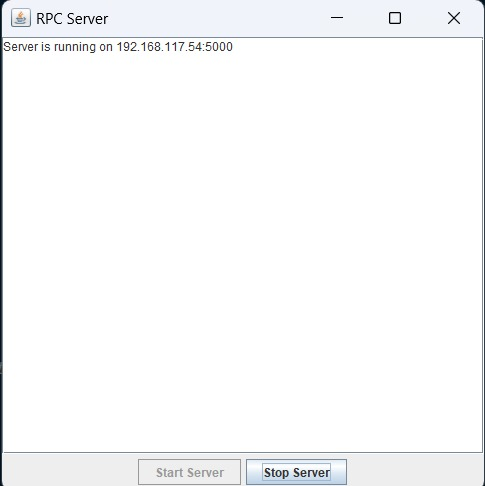 RPC Server
Server is running on 192.168.117.54:5000
Start Server
Stop Server